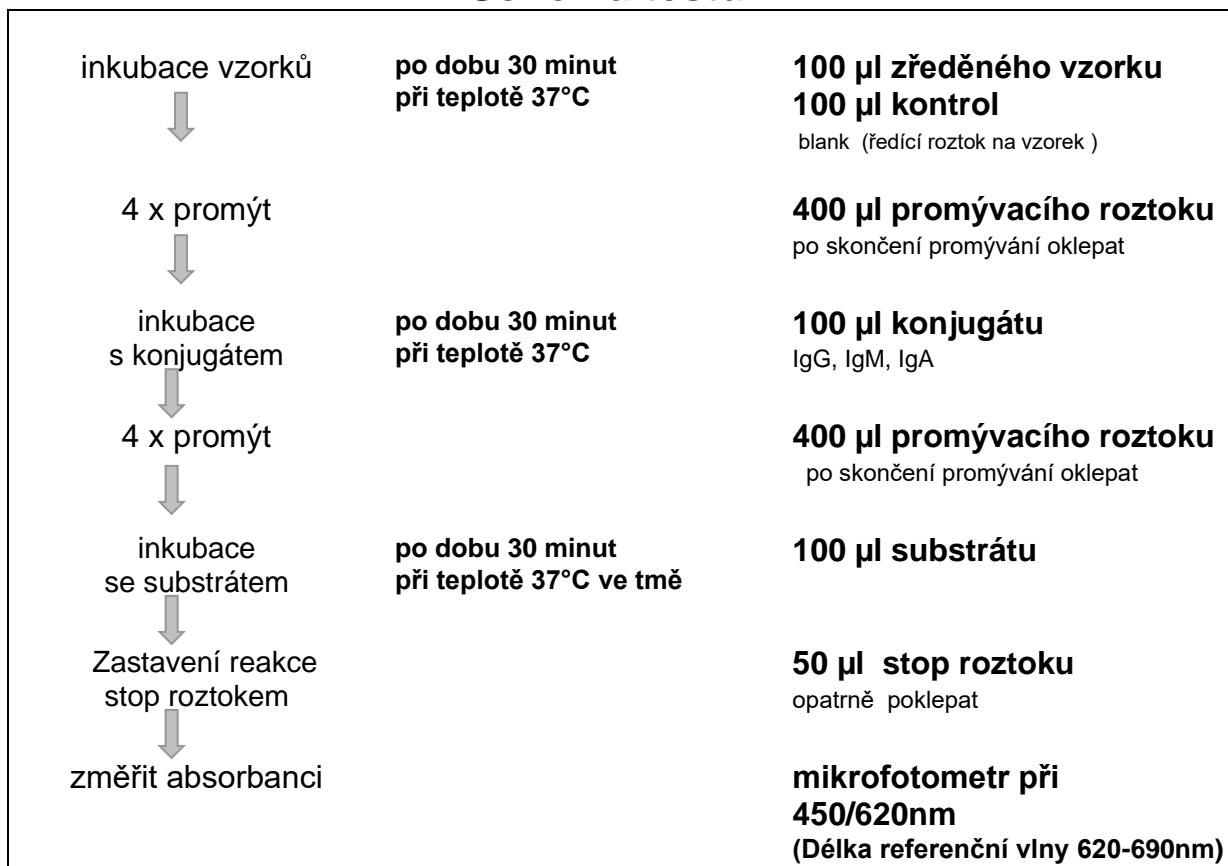 inkubace vzorků
po dobu 30 minut
při teplotě 37°C
100 µl zředěného vzorku
100 µl kontrol
blank (ředící roztok na vzorek )
4 x promýt
400 µl promývacího roztoku
po skončení promývání oklepat
inkubace
s konjugátem
po dobu 30 minut
při teplotě 37°C
100 µl konjugátu
IgG, IgM, IgA
4 x promýt
400 µl promývacího roztoku
po skončení promývání oklepat
inkubace
se substrátem
po dobu 30 minut
při teplotě 37°C ve tmě
100 µl substrátu
Zastavení reakce
stop roztokem
50 µl stop roztoku
opatrně poklepat
změřit absorbanci
mikrofotometr při
450/620nm
(Délka referenční vlny 620-690nm)